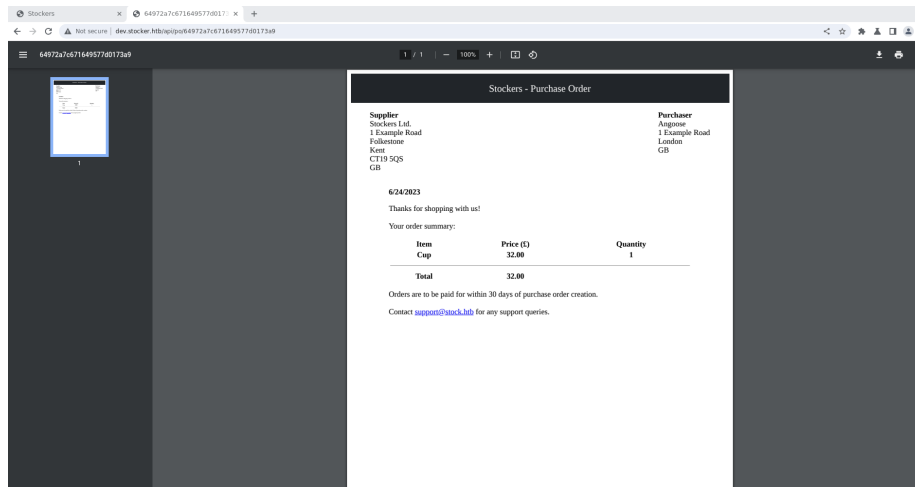 Stockers
64972a7c671649577d0173
Not secure | dev.stocker.htb/api/po/64972a7c671649577d0173a9
64972a7c671649577d0173a9
1 / 1
100%
1
Stockers - Purchase Order
Supplier
Stockers Ltd.
1 Example Road
Folkestone
Kent
CT19 5QS
GB
Purchaser
Angoose
1 Example Road
London
GB
6/24/2023
Thanks for shopping with us!
Your order summary:
Item Price (£) Quantity
Cup 32.00 1
Total 32.00
Orders are to be paid for within 30 days of purchase order creation.
Contact support@stock.htb for any support queries.